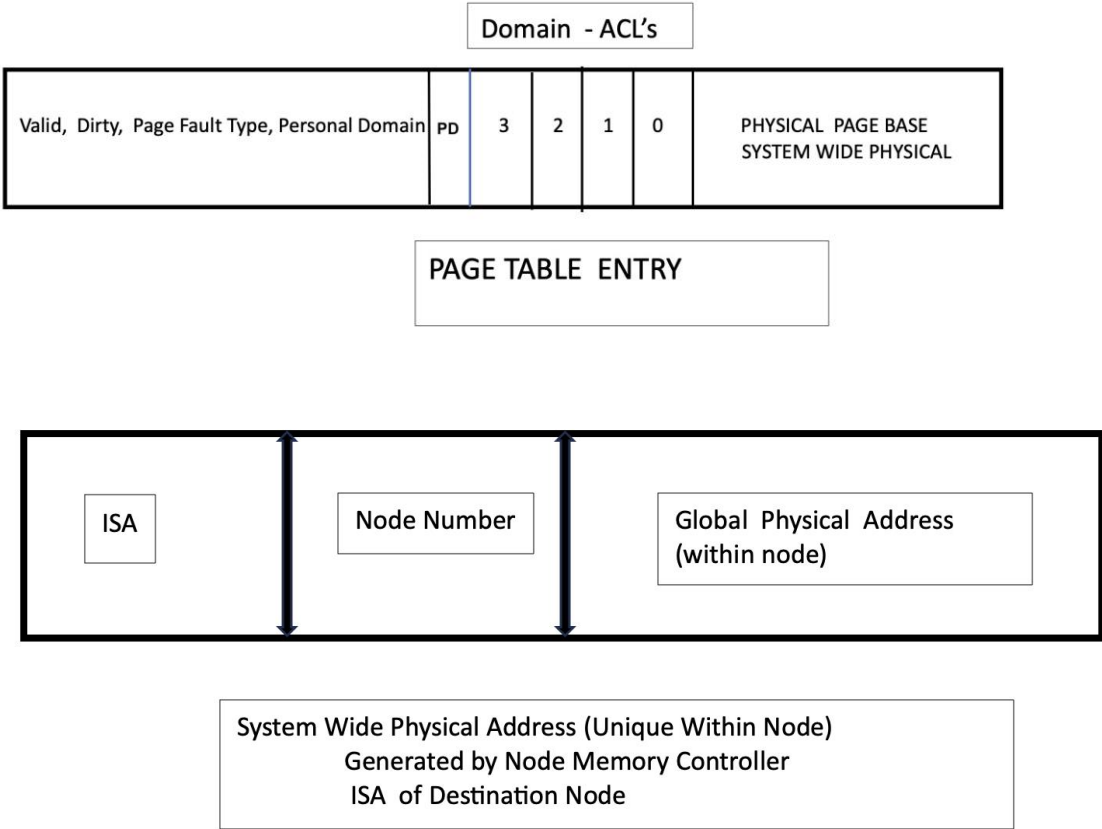 Domain - ACL's
Valid, Dirty, Page Fault Type, Personal Domain PD 3 2 1 0 PHYSICAL PAGE BASE
SYSTEM WIDE PHYSICAL
PAGE TABLE ENTRY
ISA
Node Number
Global Physical Address
(within node)
System Wide Physical Address (Unique Within Node)
Generated by Node Memory Controller
ISA of Destination Node